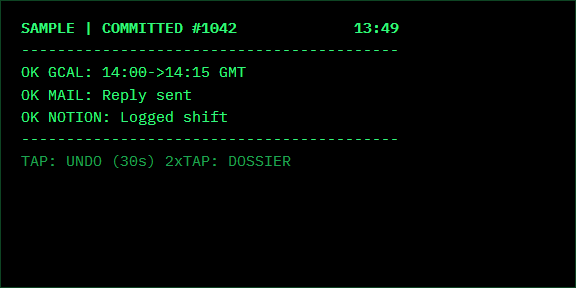 SAMPLE | COMMITTED #1042             13:49
------------------------------------------
OK GCAL: 14:00->14:15 GMT
OK MAIL: Reply sent
OK NOTION: Logged shift
------------------------------------------
TAP: UNDO (30s) 2xTAP: DOSSIER